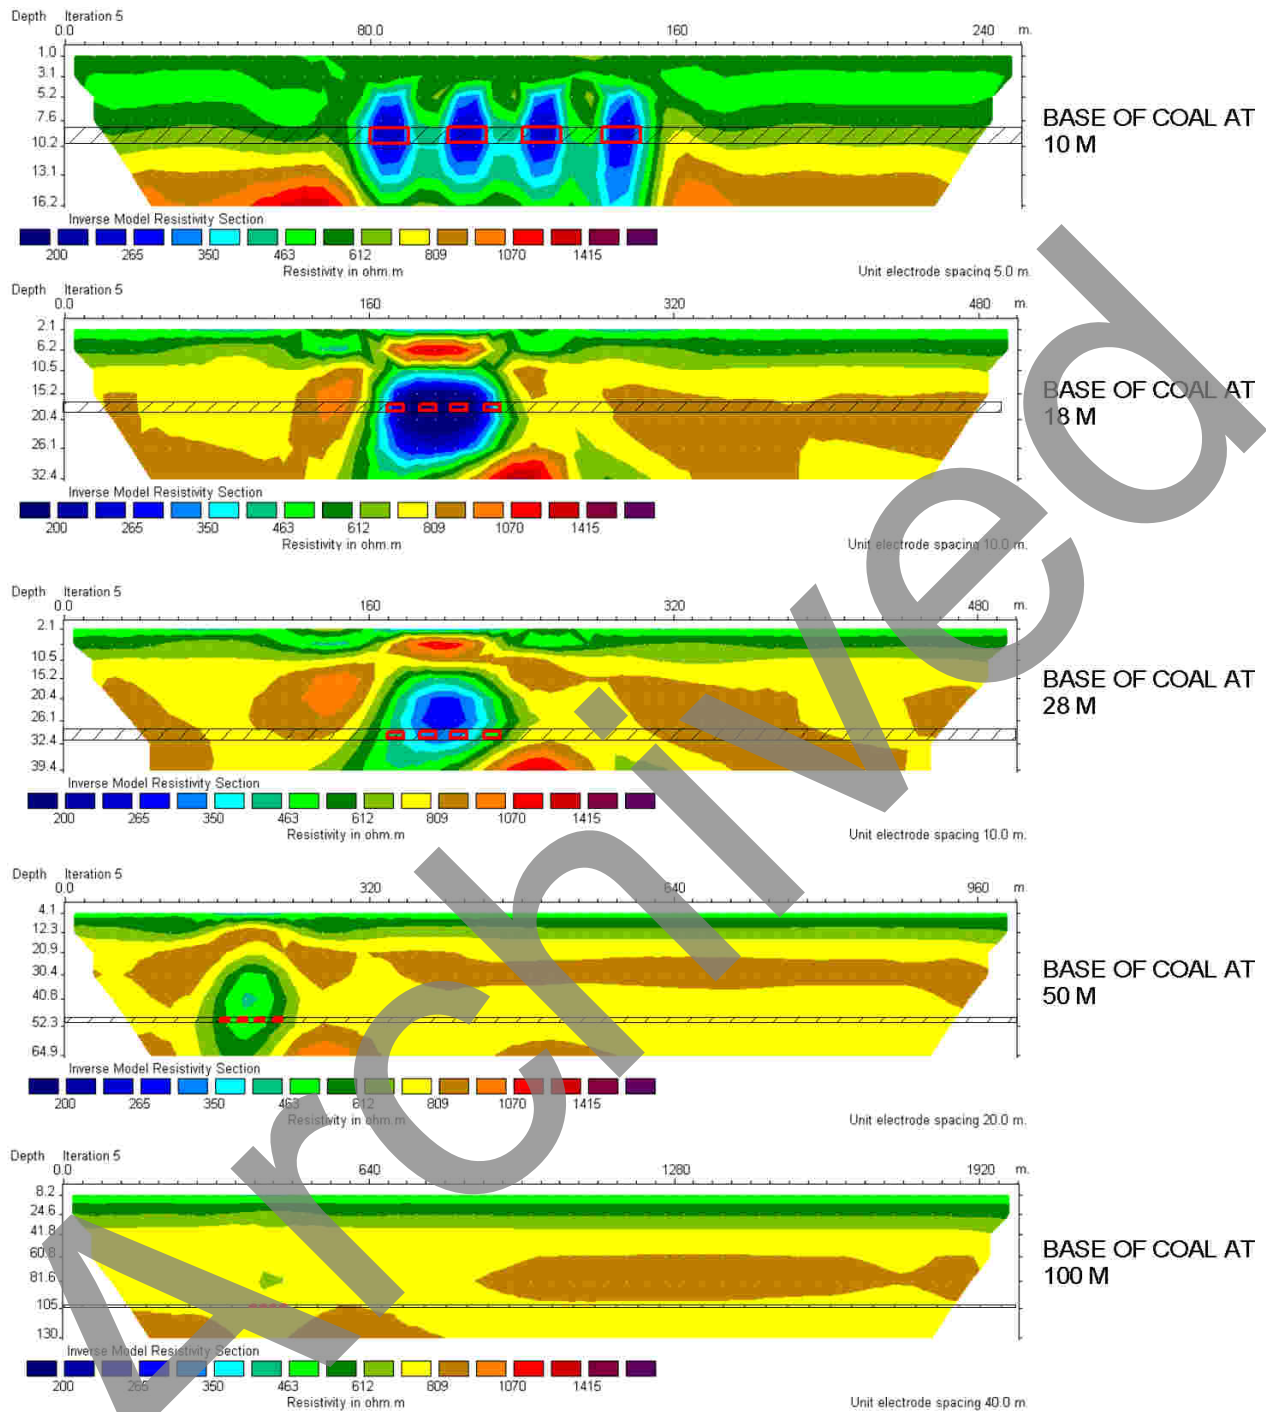 Depth Iteration 5
0.0 80.0 160 240 m.
1.0
3.1
5.2
7.6
10.2
13.1
16.2
BASE OF COAL AT
10 M
Inverse Model Resistivity Section
200 265 350 463 612 809 1070 1415
Resistivity in ohm.m
Unit electrode spacing 5.0 m.
Depth Iteration 5
0.0 160 320 480 m.
2.1
6.2
10.5
15.2
20.4
26.1
32.4
BASE OF COAL AT
18 M
Inverse Model Resistivity Section
200 265 350 463 612 809 1070 1415
Resistivity in ohm.m
Unit electrode spacing 10.0 m.
Depth Iteration 5
0.0 160 320 480 m.
2.1
10.5
15.2
20.4
26.1
32.4
39.4
BASE OF COAL AT
28 M
Inverse Model Resistivity Section
200 265 350 463 612 809 1070 1415
Resistivity in ohm.m
Unit electrode spacing 10.0 m.
Depth Iteration 5
0.0 320 640 960 m.
4.1
12.3
20.9
30.4
40.8
52.3
64.9
BASE OF COAL AT
50 M
Inverse Model Resistivity Section
200 265 350 463 612 809 1070 1415
Resistivity in ohm.m
Unit electrode spacing 20.0 m.
Depth Iteration 5
0.0 640 1280 1920 m.
8.2
24.6
41.8
60.8
81.6
105.
130.
BASE OF COAL AT
100 M
Inverse Model Resistivity Section
200 265 350 463 612 809 1070 1415
Resistivity in ohm.m
Unit electrode spacing 40.0 m.
Archived